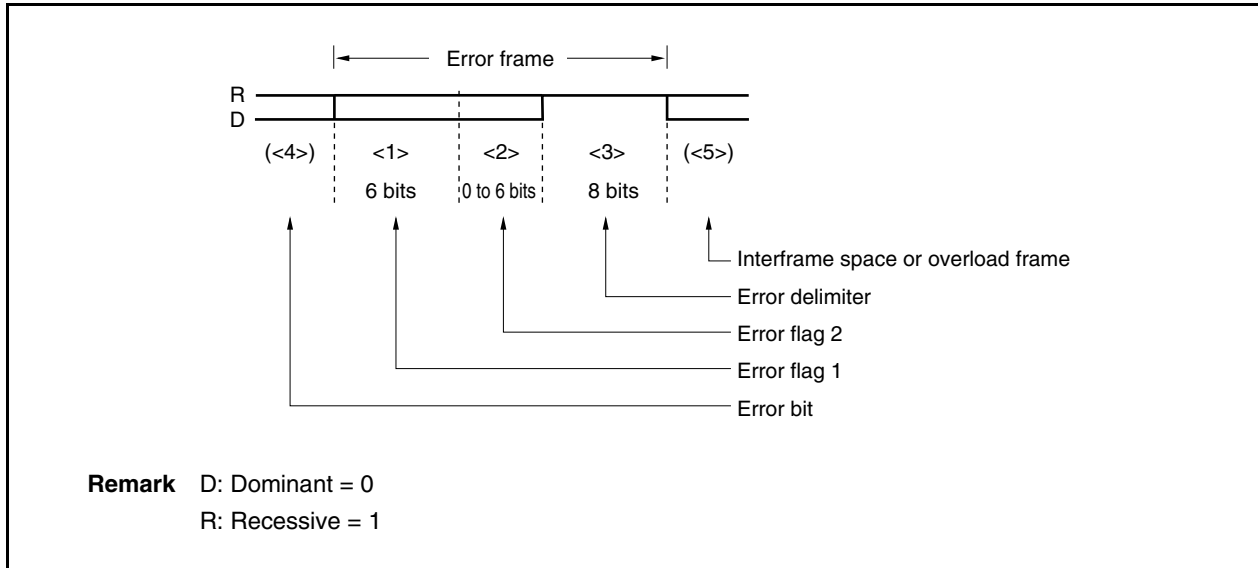 Error frame
R
D
(<4>) <1> <2> <3> (<5>)
6 bits 0 to 6 bits 8 bits
Interframe space or overload frame
Error delimiter
Error flag 2
Error flag 1
Error bit
Remark D: Dominant = 0
R: Recessive = 1